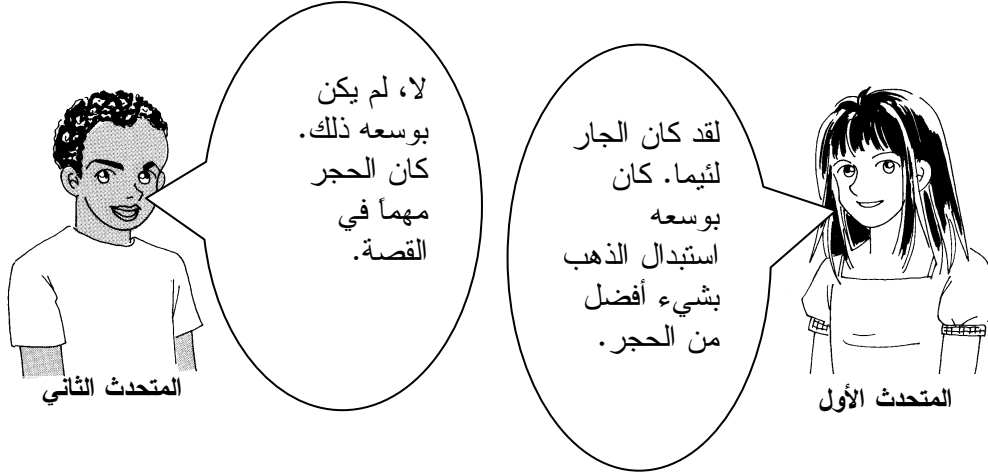 لقد كان الجار
لئيما. كان
بوسعه
استبدال الذهب
بشيء أفضل
من الحجر.
المتحدث الأول
لا، لم يكن
بوسعه ذلك.
كان الحجر
مهماً في
القصة.
المتحدث الثاني